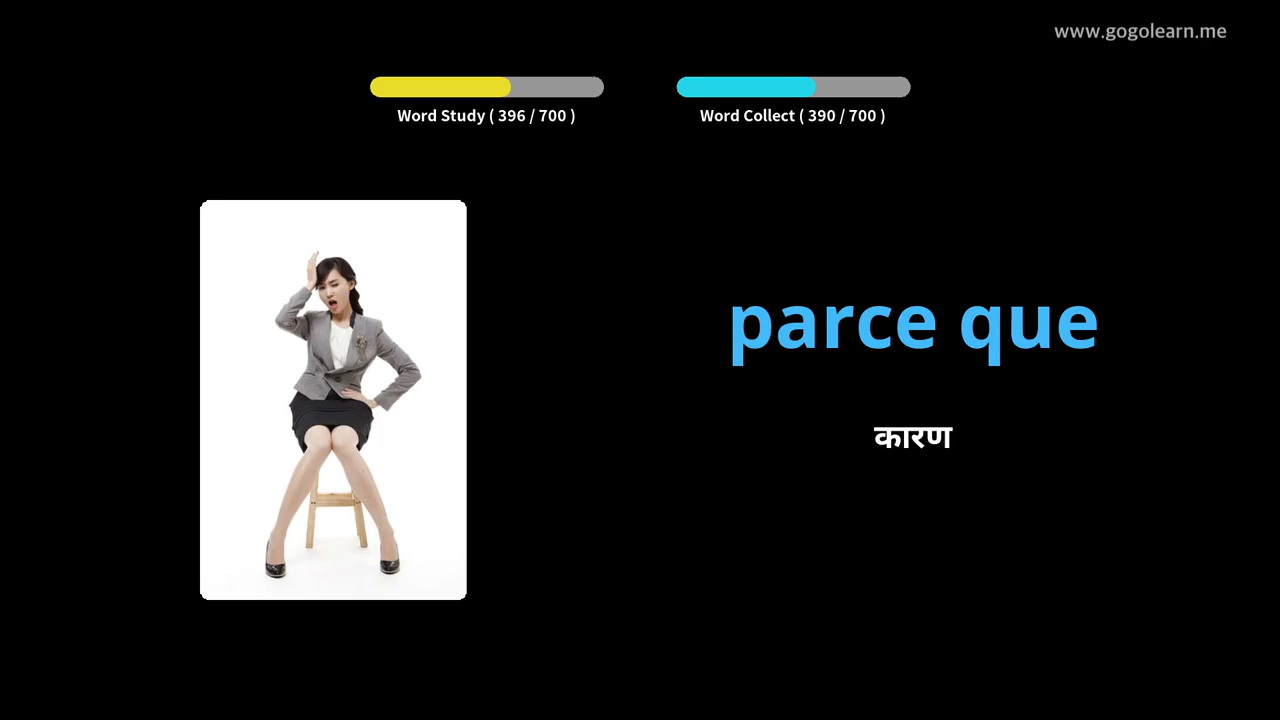 www.gogolearn.me
Word Study ( 396 / 700 )
Word Collect ( 390 / 700 )
parce que
कारण